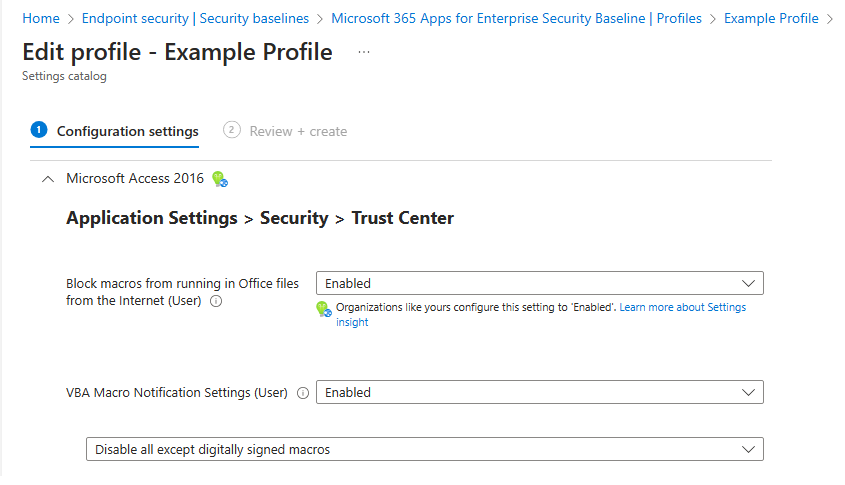 Home > Endpoint security | Security baselines > Microsoft 365 Apps for Enterprise Security Baseline | Profiles > Example Profile >
Edit profile - Example Profile ...
Settings catalog
1 Configuration settings 2 Review + create
Microsoft Access 2016
Application Settings > Security > Trust Center
Block macros from running in Office files
from the Internet (User)
Enabled
Organizations like yours configure this setting to 'Enabled'. Learn more about Settings
insight
VBA Macro Notification Settings (User) Enabled
Disable all except digitally signed macros